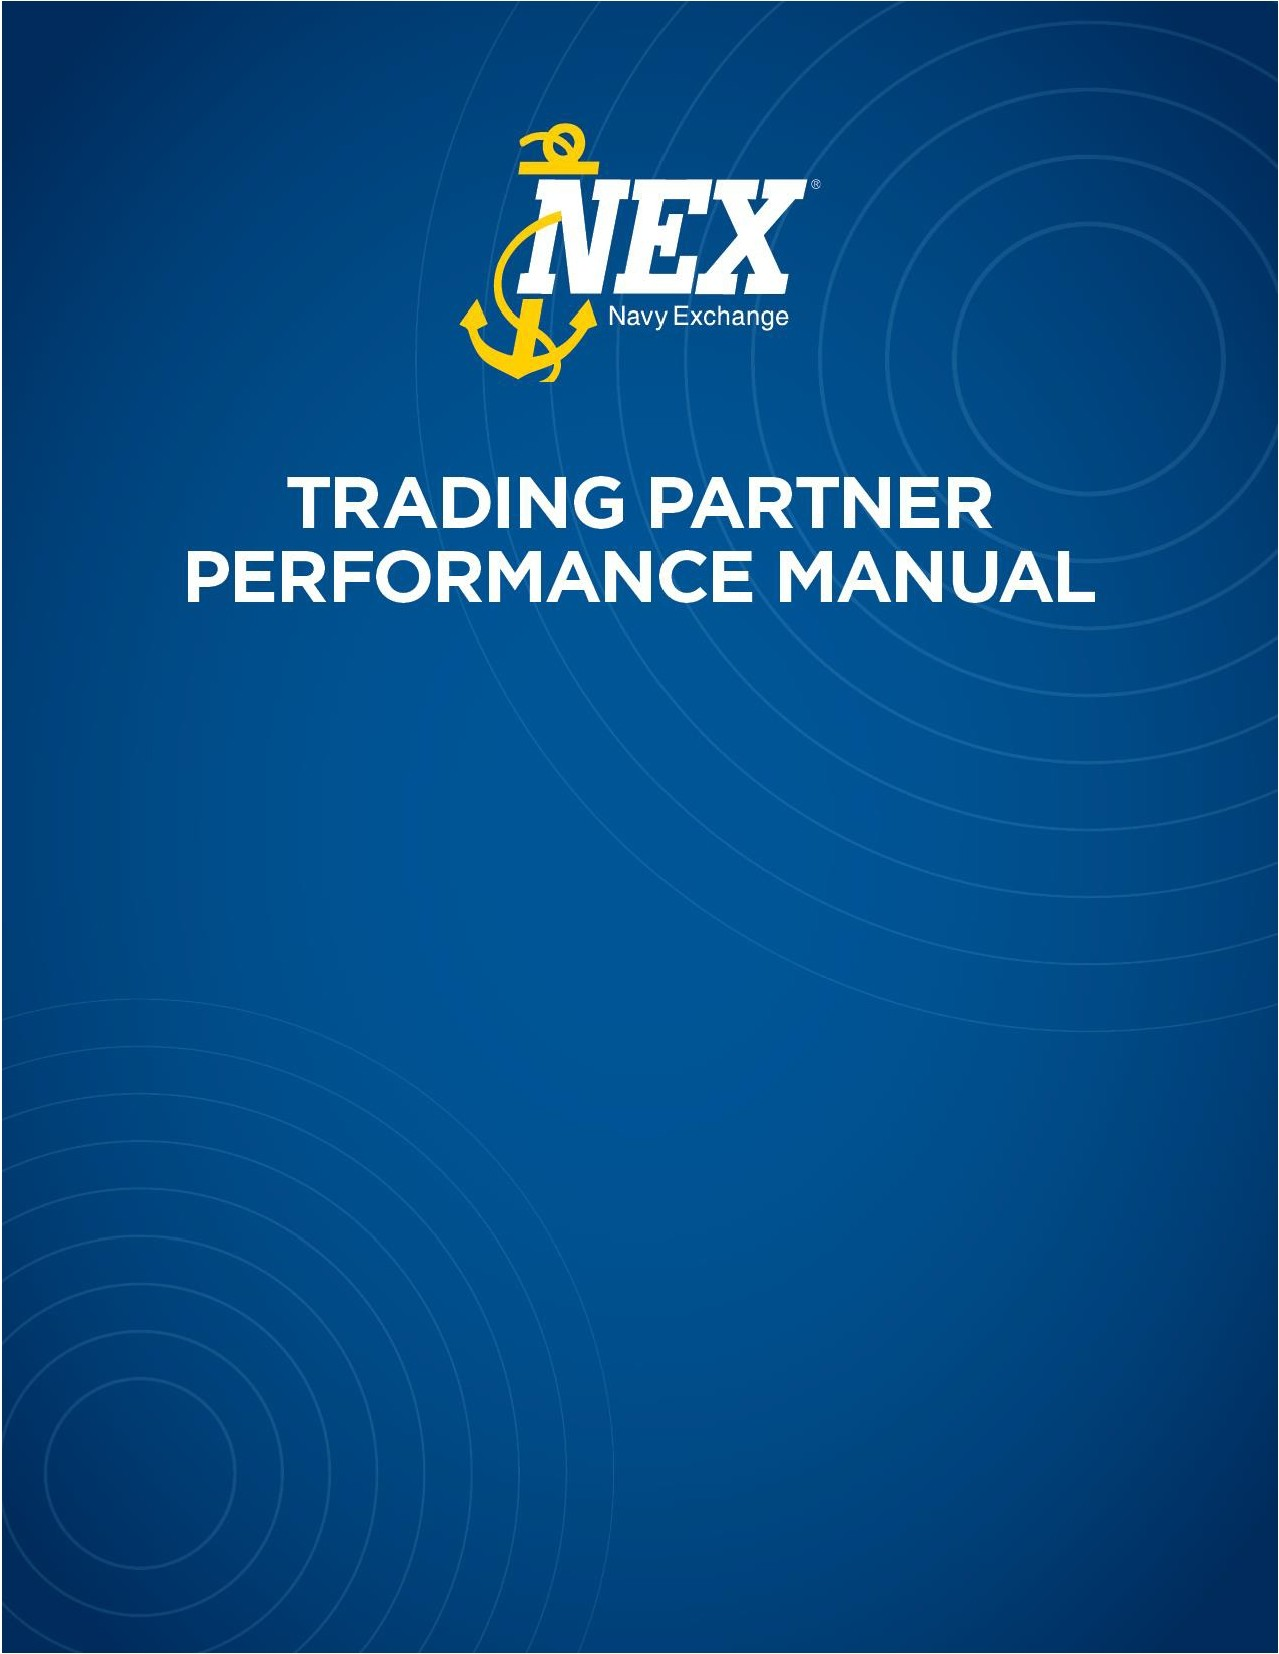 NEX®
Navy Exchange
TRADING PARTNER
PERFORMANCE MANUAL